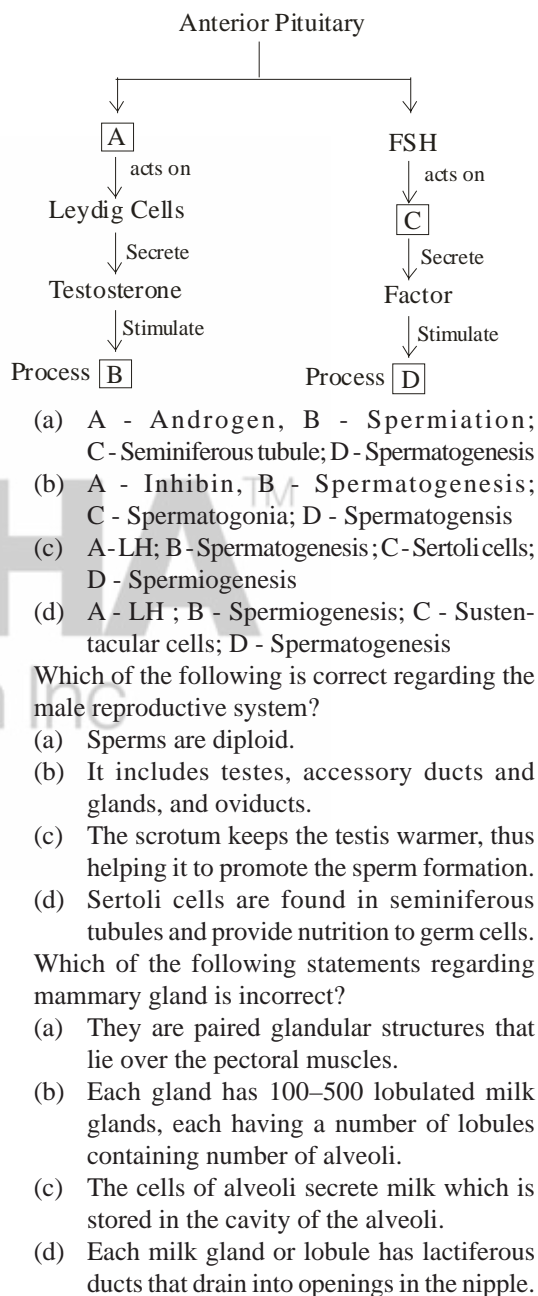 Anterior Pituitary
A
FSH
acts on
acts on
Leydig Cells
C
Secrete
Secrete
Testosterone
Factor
Stimulate
Stimulate
Process B
Process D
(a) A - Androgen, B - Spermiation;
C - Seminiferous tubule; D - Spermatogenesis
(b) A - Inhibin, B - Spermatogenesis;
C - Spermatogonia; D - Spermatogensis
(c) A-LH; B-Spermatogenesis; C-Sertoli cells;
D - Spermiogenesis
(d) A - LH ; B - Spermiogenesis; C - Susten-
tacular cells; D - Spermatogenesis
Which of the following is correct regarding the
male reproductive system?
(a) Sperms are diploid.
(b) It includes testes, accessory ducts and
glands, and oviducts.
(c) The scrotum keeps the testis warmer, thus
helping it to promote the sperm formation.
(d) Sertoli cells are found in seminiferous
tubules and provide nutrition to germ cells.
Which of the following statements regarding
mammary gland is incorrect?
(a) They are paired glandular structures that
lie over the pectoral muscles.
(b) Each gland has 100–500 lobulated milk
glands, each having a number of lobules
containing number of alveoli.
(c) The cells of alveoli secrete milk which is
stored in the cavity of the alveoli.
(d) Each milk gland or lobule has lactiferous
ducts that drain into openings in the nipple.
HA TM
Inc